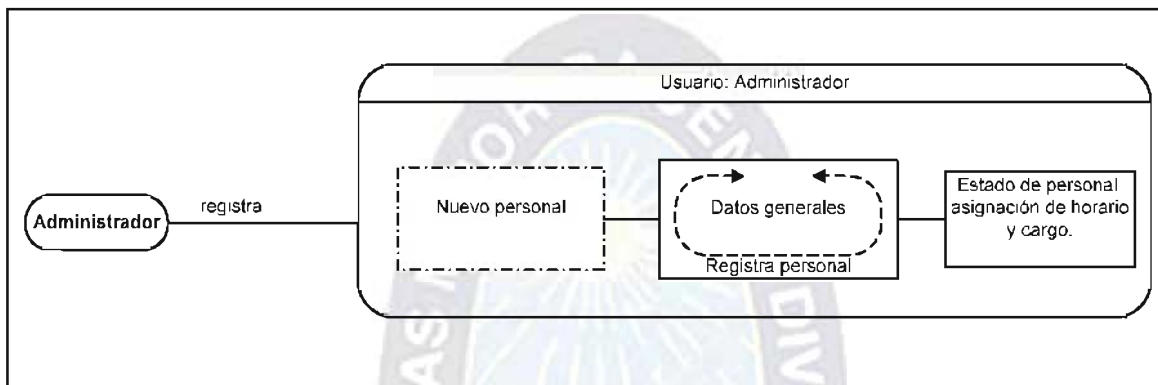 Usuario: Administrador
Administrador
registra
Nuevo personal
Datos generales
Registra personal
Estado de personal
asignación de horario
y cargo.